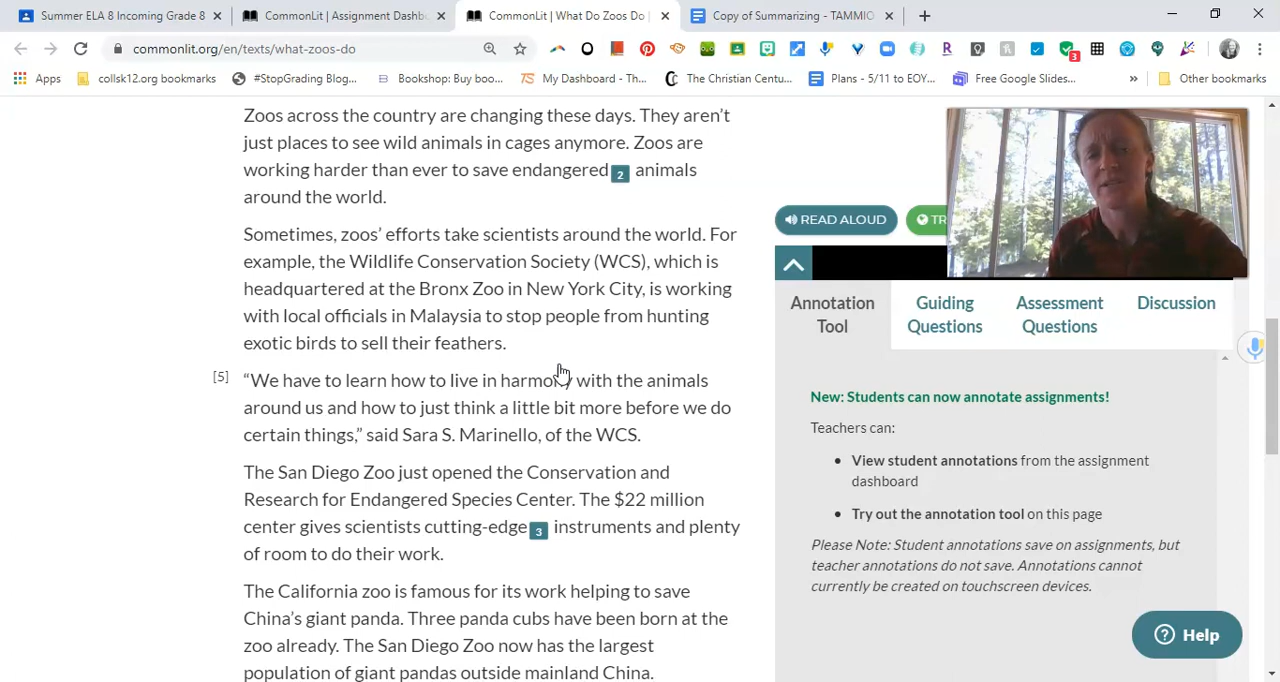 Summer ELA 8 Incoming Grade 8
CommonLit | Assignment Dashb
CommonLit | What Do Zoos Do |
Copy of Summarizing - TAMMIO
commonlit.org/en/texts/what-zoos-do
Apps
collsk12.org bookmarks
#StopGrading Blog...
Bookshop: Buy boo...
My Dashboard - Th...
The Christian Centu...
Plans - 5/11 to EOY...
Free Google Slides...
»
Other bookmarks
Zoos across the country are changing these days. They aren't
just places to see wild animals in cages anymore. Zoos are
working harder than ever to save endangered 2 animals
around the world.
Sometimes, zoos' efforts take scientists around the world. For
example, the Wildlife Conservation Society (WCS), which is
headquartered at the Bronx Zoo in New York City, is working
with local officials in Malaysia to stop people from hunting
exotic birds to sell their feathers.
[5] “We have to learn how to live in harmony with the animals
and learn how to just think a little bit more before we do
certain things,” said Sara S. Marinello, of the WCS.
The San Diego Zoo just opened the Conservation and
Research for Endangered Species Center. The $22 million
center gives scientists cutting-edge 3 instruments and plenty
of room to do their work.
The California zoo is famous for its work helping to save
China's giant panda. Three panda cubs have been born at the
zoo already. The San Diego Zoo now has the largest
population of giant pandas outside mainland China.
READ ALOUD
TR
Annotation
Tool
Guiding
Questions
Assessment
Questions
Discussion
New: Students can now annotate assignments!
Teachers can:
• View student annotations from the assignment
dashboard
• Try out the annotation tool on this page
Please Note: Student annotations save on assignments, but
teacher annotations do not save. Annotations cannot
currently be created on touchscreen devices.
Help